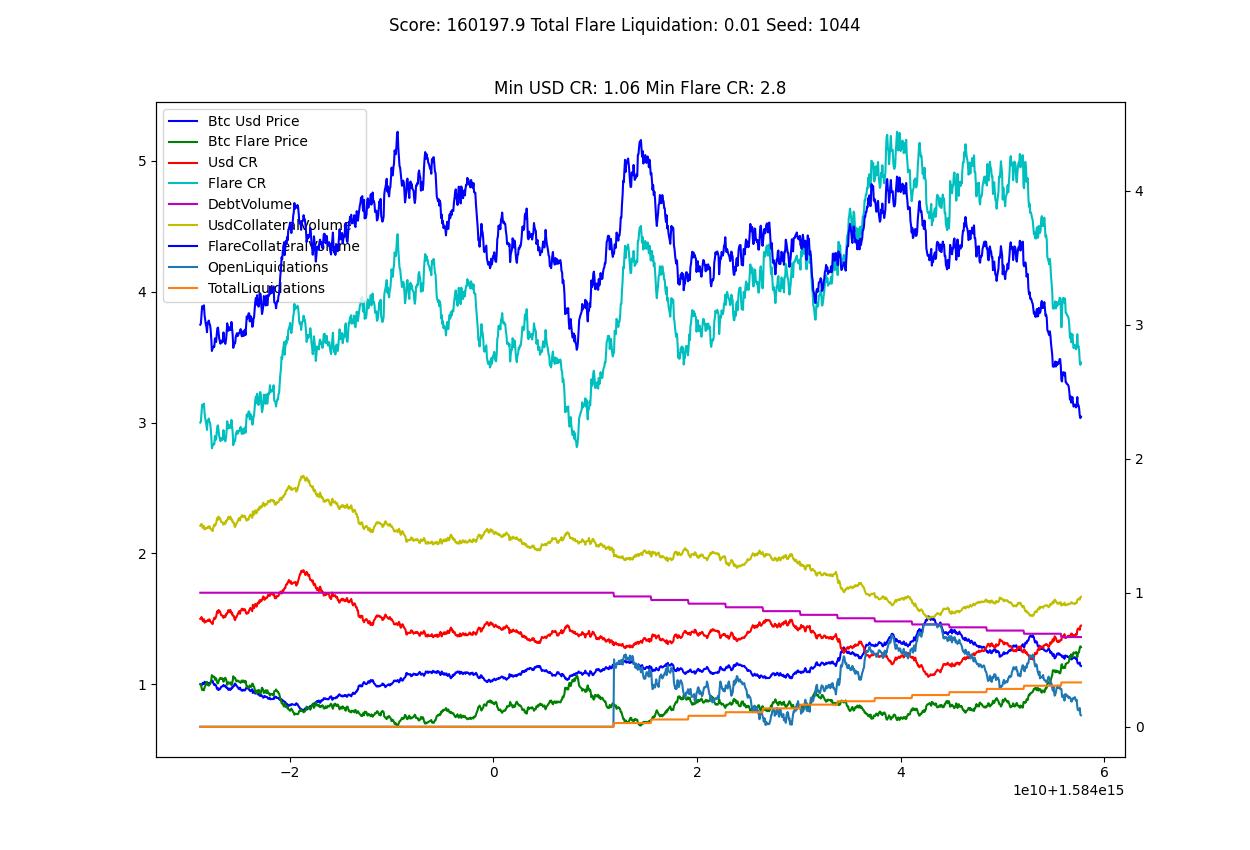 Score: 160197.9 Total Flare Liquidation: 0.01 Seed: 1044
Min USD CR: 1.06 Min Flare CR: 2.8
Btc Usd Price
Btc Flare Price
Usd CR
Flare CR
DebtVolume
UsdCollateralVolume
FlareCollateralVolume
OpenLiquidations
TotalLiquidations
5
4
3
2
1
4
3
2
1
0
−2
0
2
4
6
1e10+1.584e15